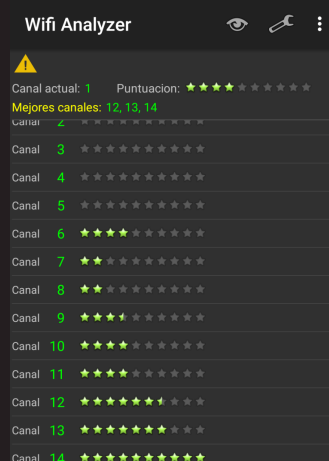 Wifi Analyzer
Canal actual: 1 Puntuacion:
Mejores canales: 12, 13, 14
Canal 2
Canal 3
Canal 4
Canal 5
Canal 6
Canal 7
Canal 8
Canal 9
Canal 10
Canal 11
Canal 12
Canal 13
Canal 14